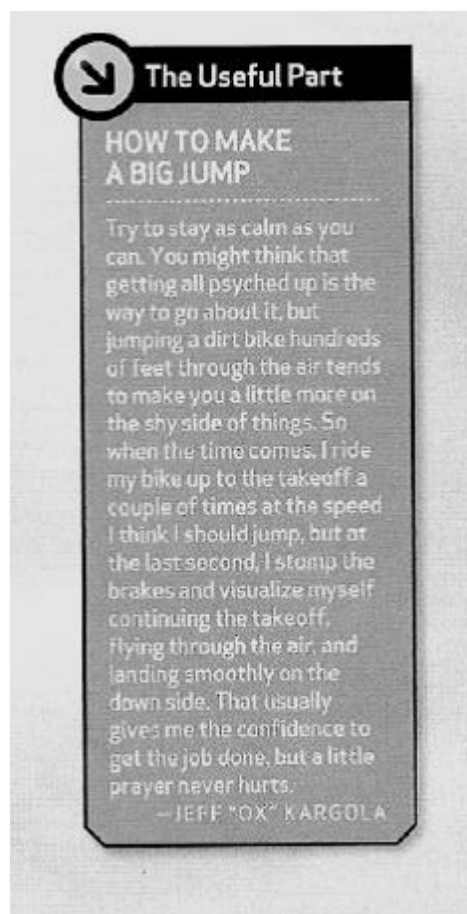 The Useful Part
HOW TO MAKE
A BIG JUMP
Try to stay as calm as you
can. You might think that
getting all psyched up is the
way to go about it, but
jumping a dirt bike hundreds
of feet through the air tends
to make you a little more on
the shy side of things. So
when the time comes, I ride
my bike up to the takeoff a
couple of times at the speed
I think I should jump, but at
the last second, I stomp the
brakes and visualize myself
continuing the takeoff,
flying through the air, and
landing smoothly on the
down side. That usually
gives me the confidence to
get the job done, but a little
prayer never hurts.
—JEFF "OX" KARGOLA